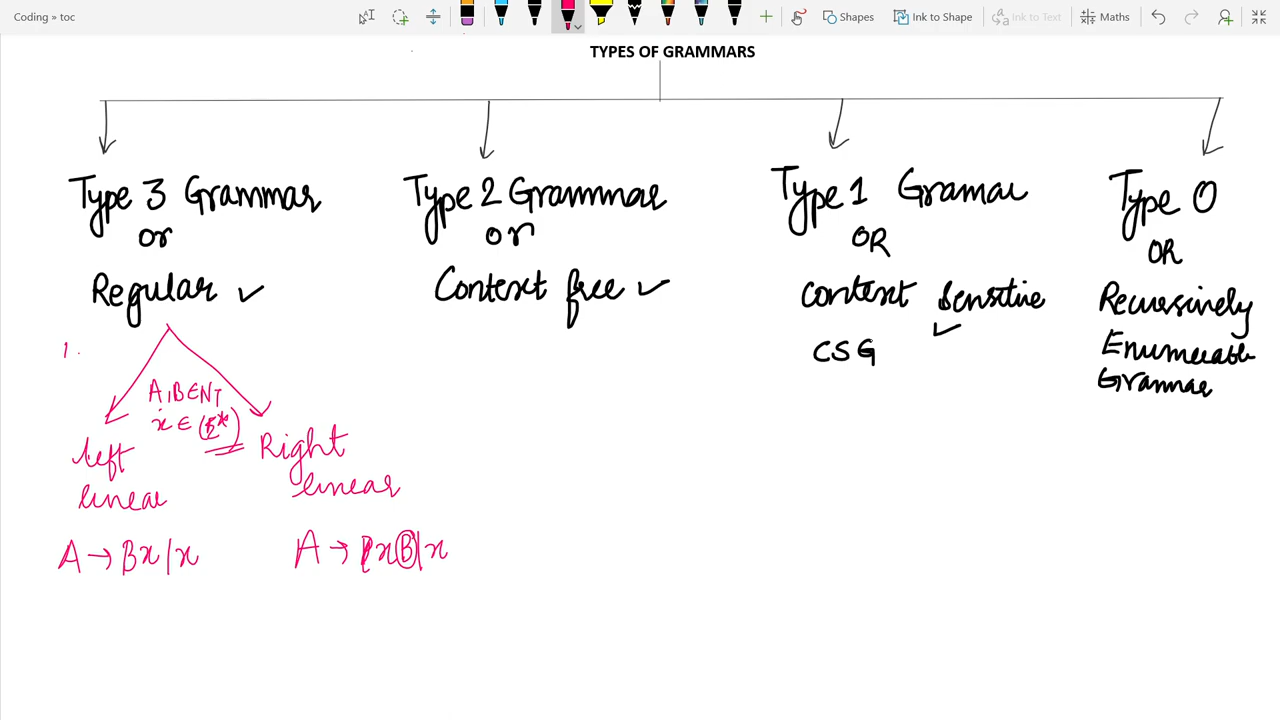 Coding » toc
Shapes
Ink to Shape
Ink to Text
Maths
TYPES OF GRAMMARS
Type 3 Grammar
or
Regular ✓
1.
A,B ∈ NT
x ∈ (Σ*)
left
linear
A → Bx | x
Right
linear
A → xB | x
Type 2 Grammar
or
Context free ✓
Type 1 Gramar
OR
Context Sensitive ✓
CSG
Type 0
OR
Recursively
Enumerable
Grammar